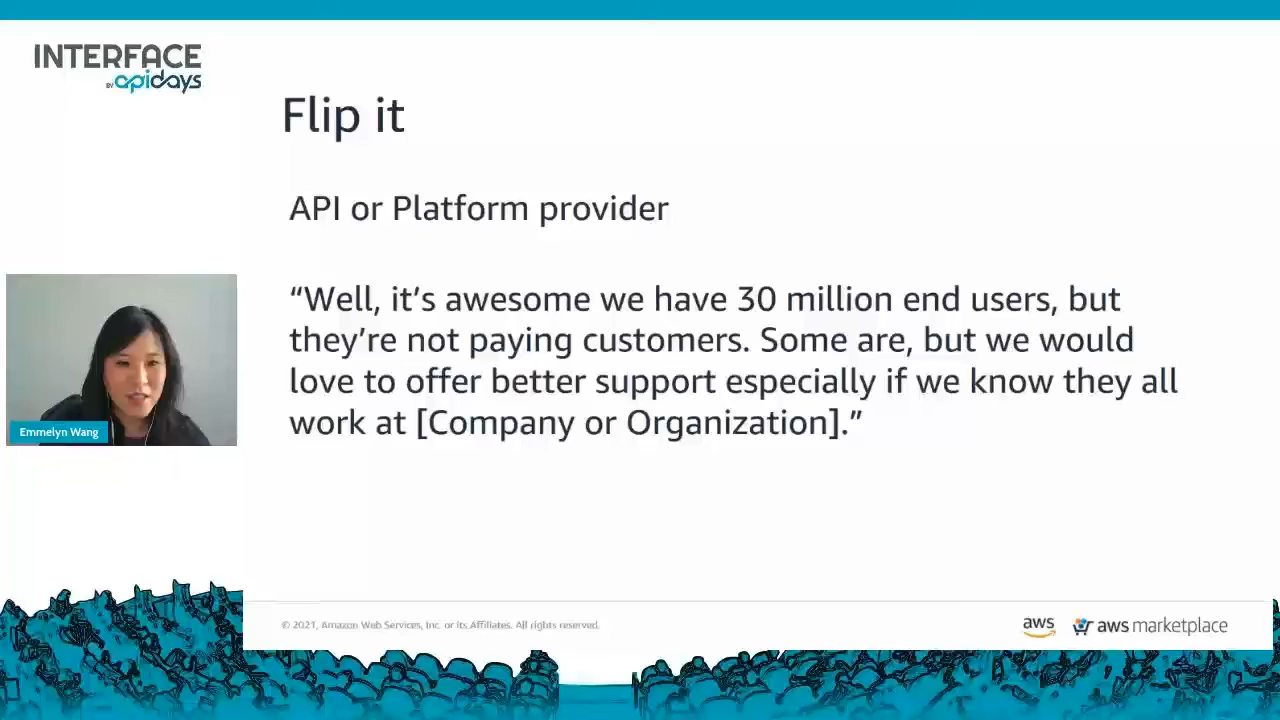 INTERFACE
BY apidays
Flip it
API or Platform provider
“Well, it’s awesome we have 30 million end users, but
they’re not paying customers. Some are, but we would
love to offer better support especially if we know they all
work at [Company or Organization].”
Emmelyn Wang
© 2021, Amazon Web Services, Inc. or its Affiliates. All rights reserved.
aws
aws marketplace